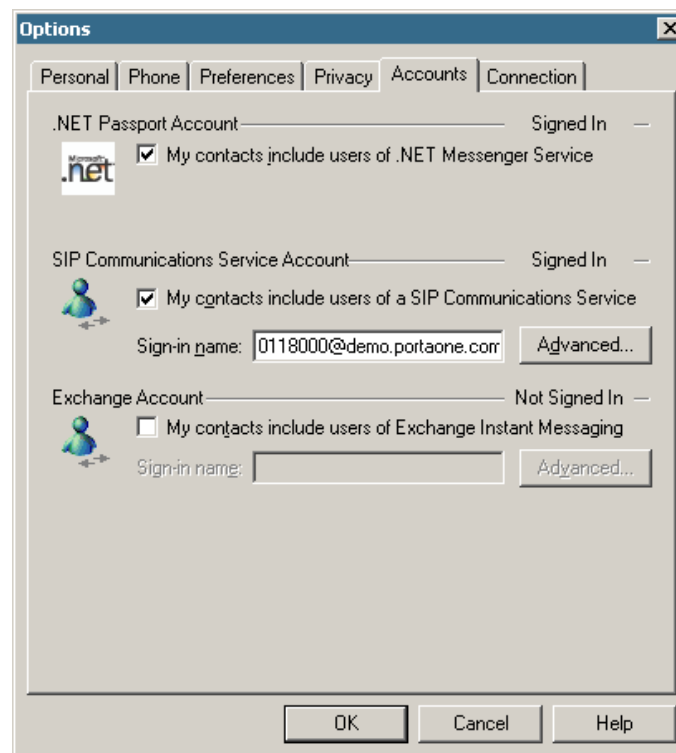 Options
Personal Phone Preferences Privacy Accounts Connection
.NET Passport Account Signed In
Microsoft .net
My contacts include users of .NET Messenger Service
SIP Communications Service Account Signed In
My contacts include users of a SIP Communications Service
Sign-in name: 0118000@demo.portaone.com Advanced...
Exchange Account Not Signed In
My contacts include users of Exchange Instant Messaging
Sign-in name: Advanced...
OK Cancel Help